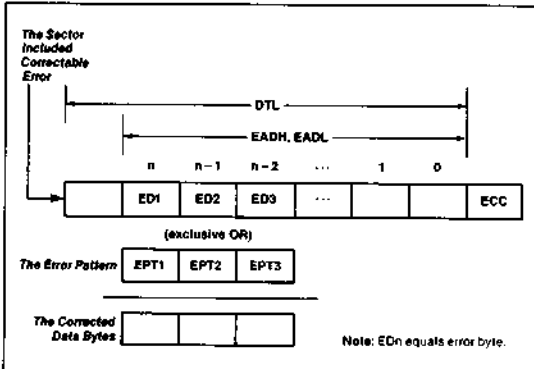 The Sector
Included
Correctable
Error
DTL
EADH, EADL
n n – 1 n – 2 ... 1 0
ED1 ED2 ED3 ... ECC
(exclusive OR)
The Error Pattern EPT1 EPT2 EPT3
The Corrected
Data Bytes
Note: EDn equals error byte.